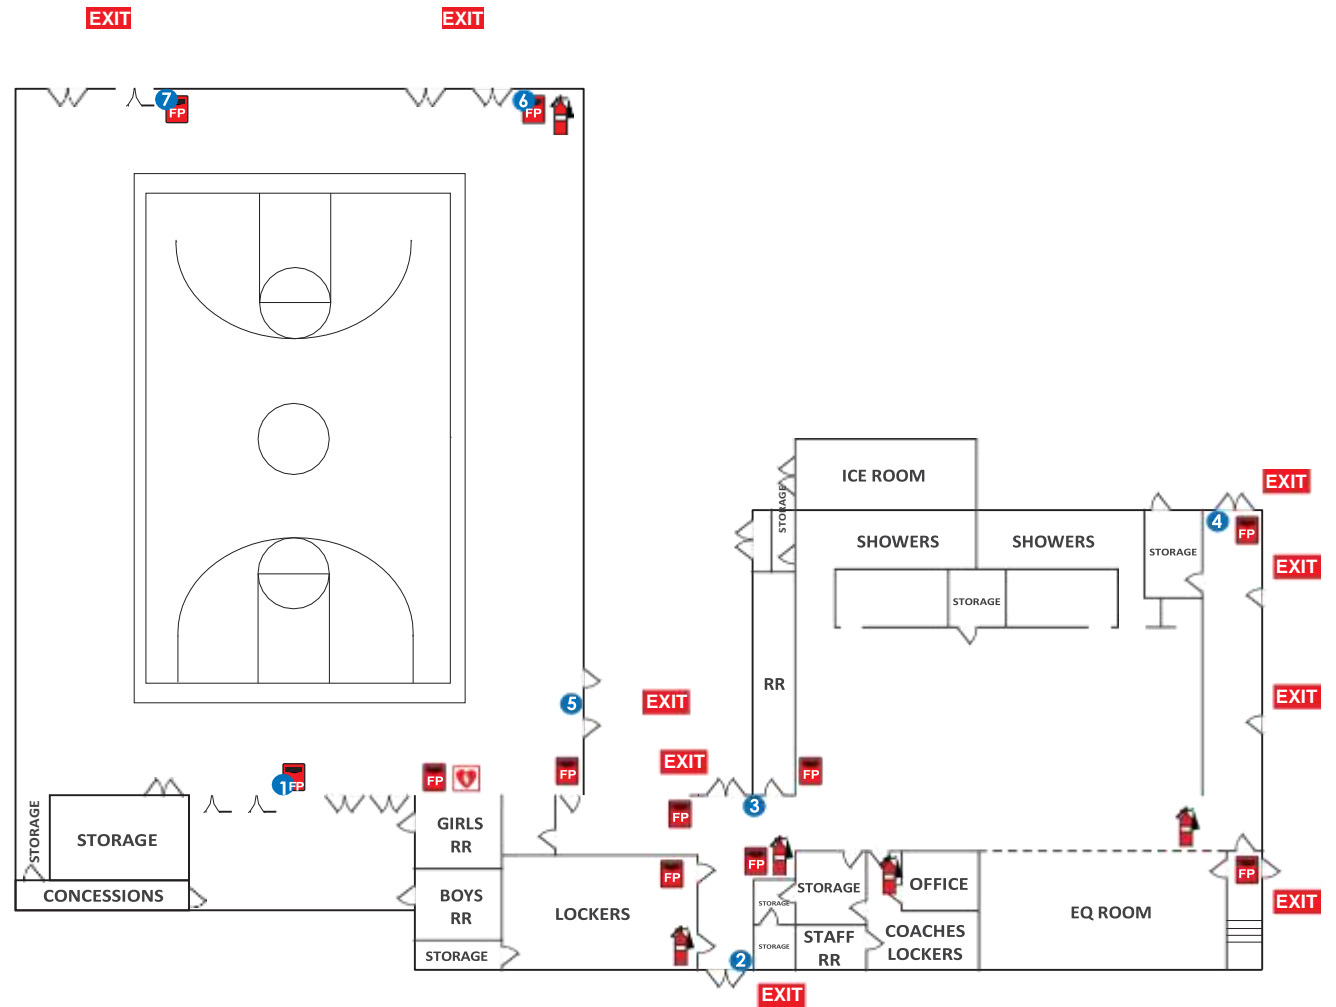 EXIT
EXIT
7
FP
6
FP
ICE ROOM
EXIT
STORAGE
4
FP
SHOWERS
SHOWERS
STORAGE
EXIT
STORAGE
RR
5
EXIT
EXIT
EXIT
FP
1
FP
FP
FP
3
FP
STORAGE
STORAGE
GIRLS
RR
FP
FP
FP
STORAGE
OFFICE
CONCESSIONS
BOYS
RR
LOCKERS
STORAGE
EQ ROOM
EXIT
STAFF
RR
COACHES
LOCKERS
STORAGE
STORAGE
2
EXIT